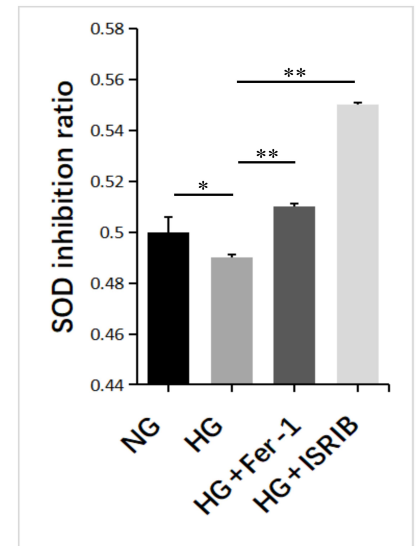 0.58
0.56
0.54
0.52
0.5
0.48
0.46
0.44
SOD inhibition ratio
*
**
**
NG
HG
HG+Fer-1
HG+ISRIB